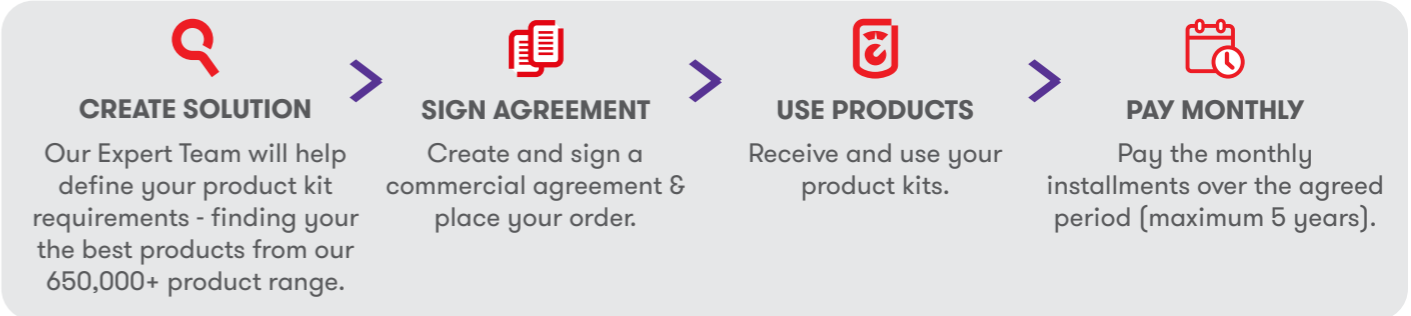 CREATE SOLUTION
Our Expert Team will help
define your product kit
requirements - finding your
the best products from our
650,000+ product range.
SIGN AGREEMENT
Create and sign a
commercial agreement &
place your order.
USE PRODUCTS
Receive and use your
product kits.
PAY MONTHLY
Pay the monthly
installments over the agreed
period (maximum 5 years).